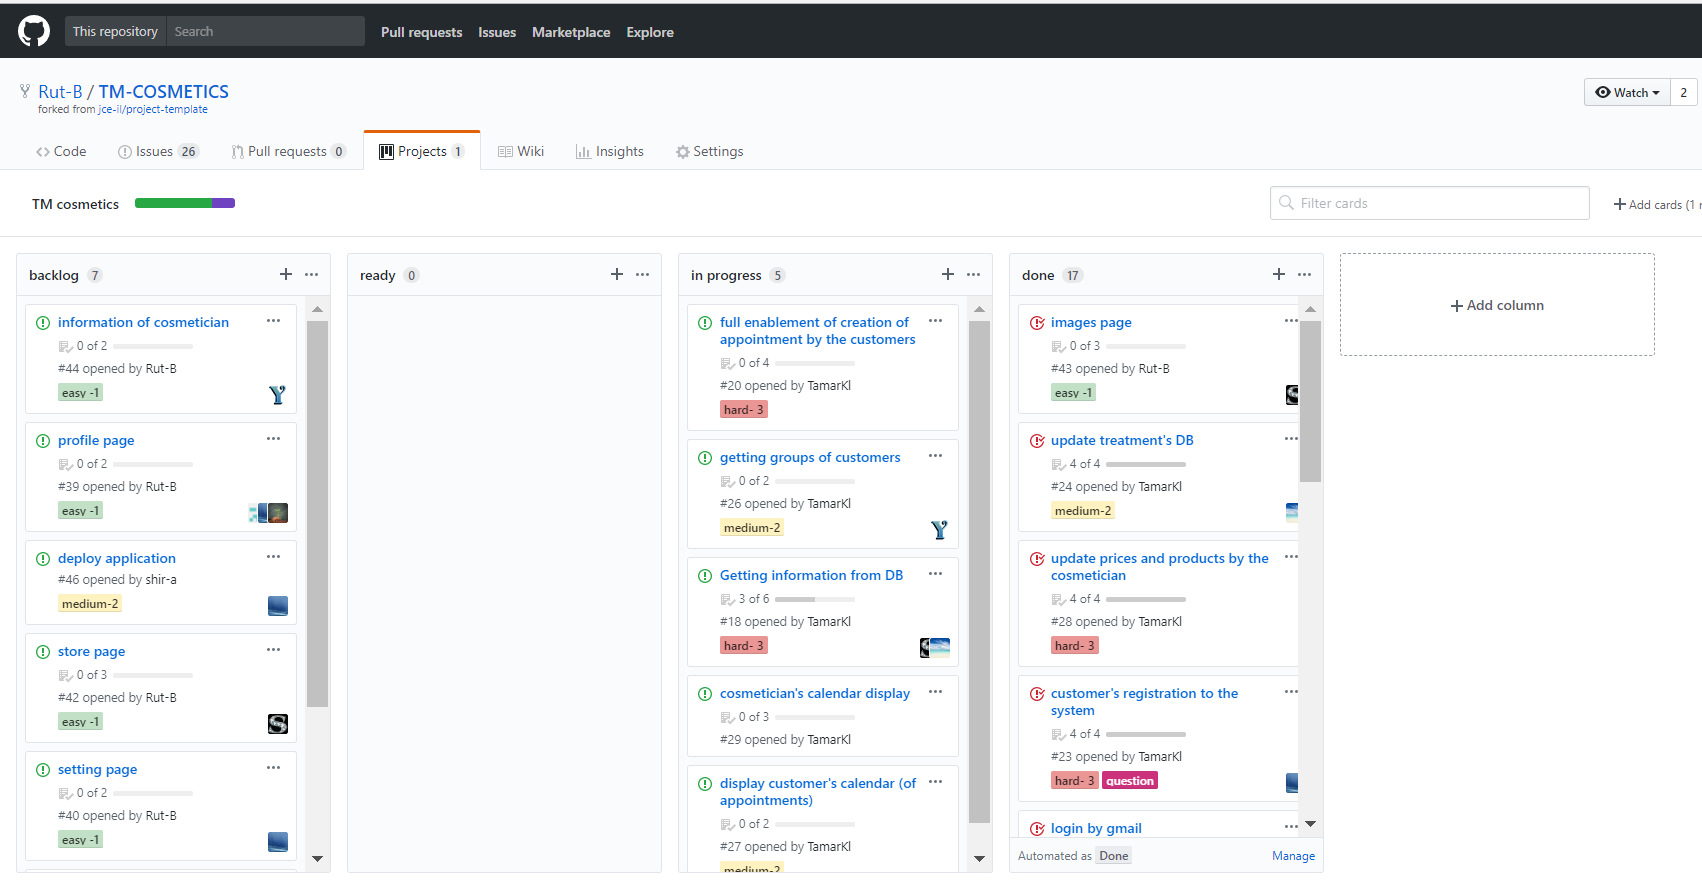 This repository Search Pull requests Issues Marketplace Explore
Rut-B / TM-COSMETICS
Watch 2
forked from jce-il/project-template
Code Issues 26 Pull requests 0 Projects 1 Wiki Insights Settings
TM cosmetics
Filter cards
Add cards (1
backlog 7
information of cosmetician
0 of 2
#44 opened by Rut-B
easy -1
profile page
0 of 2
#39 opened by Rut-B
easy -1
deploy application
#46 opened by shir-a
medium-2
store page
0 of 3
#42 opened by Rut-B
easy -1
setting page
0 of 2
#40 opened by Rut-B
easy -1
ready 0
in progress 5
full enablement of creation of
appointment by the customers
0 of 4
#20 opened by TamarKl
hard- 3
getting groups of customers
0 of 2
#26 opened by TamarKl
medium-2
Getting information from DB
3 of 6
#18 opened by TamarKl
hard- 3
cosmetician's calendar display
0 of 3
#29 opened by TamarKl
display customer's calendar (of
appointments)
0 of 2
#27 opened by TamarKl
medium-2
done 17
images page
0 of 3
#43 opened by Rut-B
easy -1
update treatment's DB
4 of 4
#24 opened by TamarKl
medium-2
update prices and products by the
cosmetician
4 of 4
#28 opened by TamarKl
hard- 3
customer's registration to the
system
4 of 4
#23 opened by TamarKl
hard- 3 question
login by gmail
Automated as Done Manage
Add column